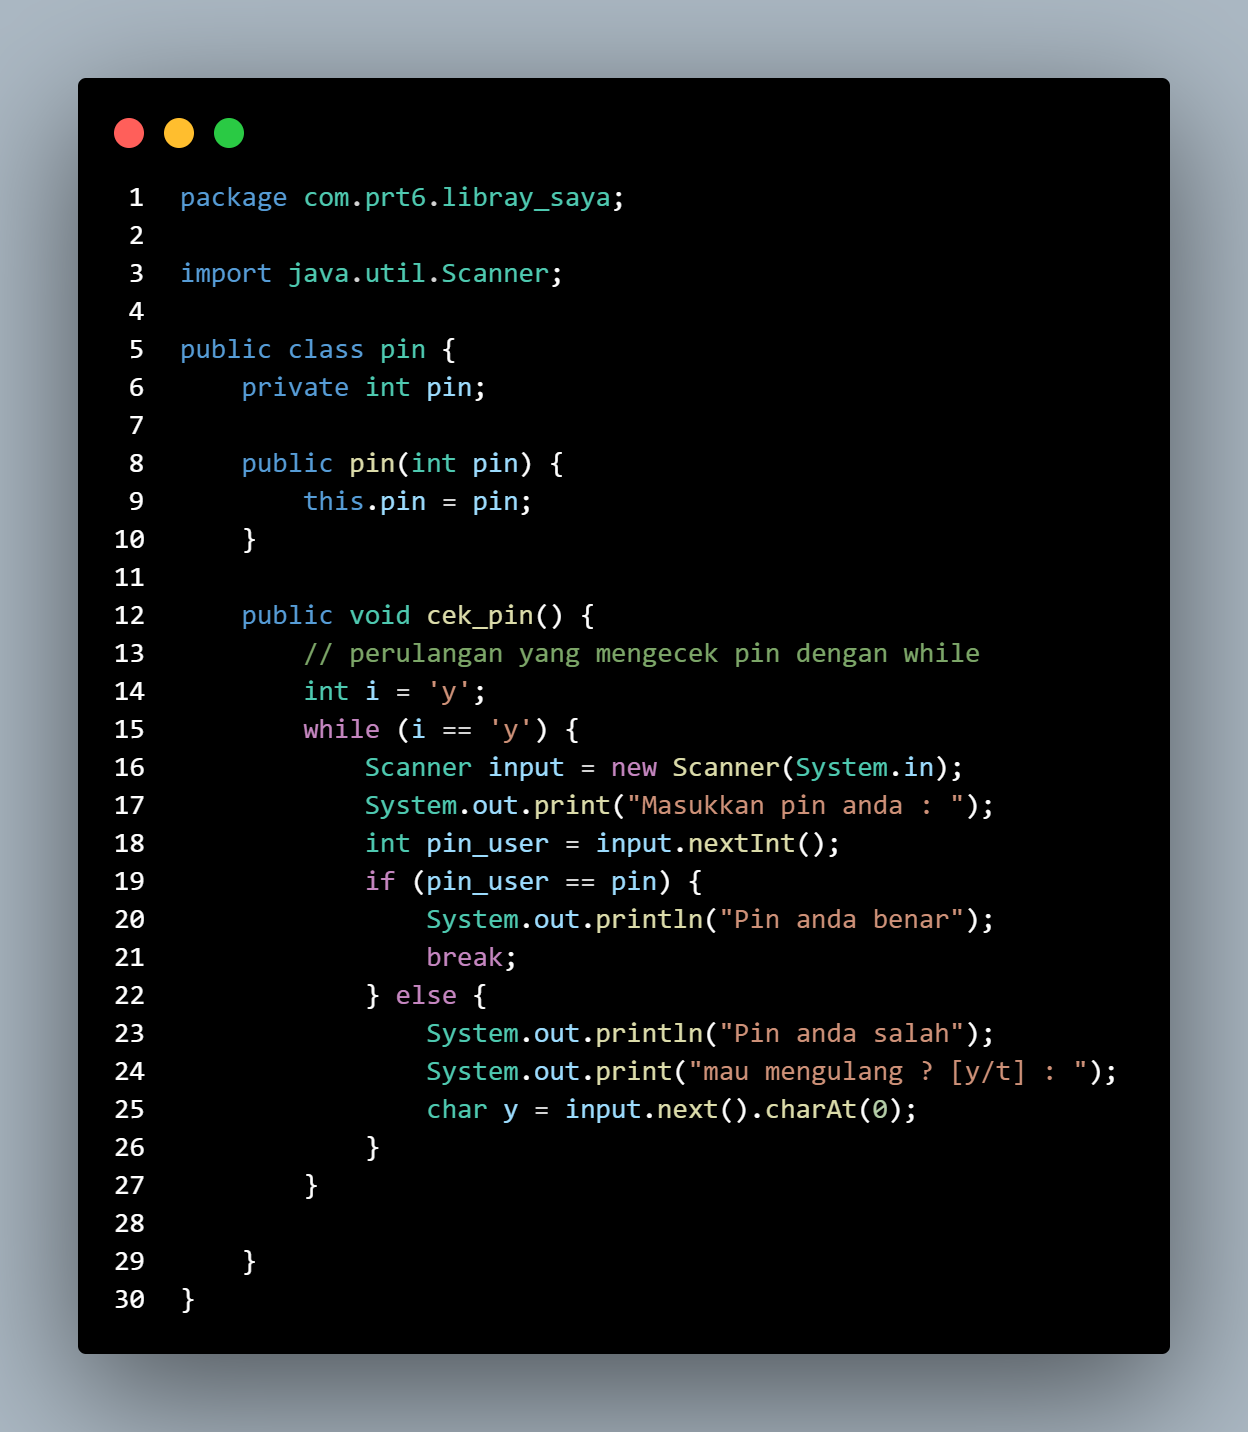 1 package com.prt6.libray_saya;
2
3 import java.util.Scanner;
4
5 public class pin {
6     private int pin;
7
8     public pin(int pin) {
9         this.pin = pin;
10     }
11
12     public void cek_pin() {
13         // perulangan yang mengecek pin dengan while
14         int i = 'y';
15         while (i == 'y') {
16             Scanner input = new Scanner(System.in);
17             System.out.print("Masukkan pin anda : ");
18             int pin_user = input.nextInt();
19             if (pin_user == pin) {
20                 System.out.println("Pin anda benar");
21                 break;
22             } else {
23                 System.out.println("Pin anda salah");
24                 System.out.print("mau mengulang ? [y/t] : ");
25                 char y = input.next().charAt(0);
26             }
27         }
28
29     }
30 }